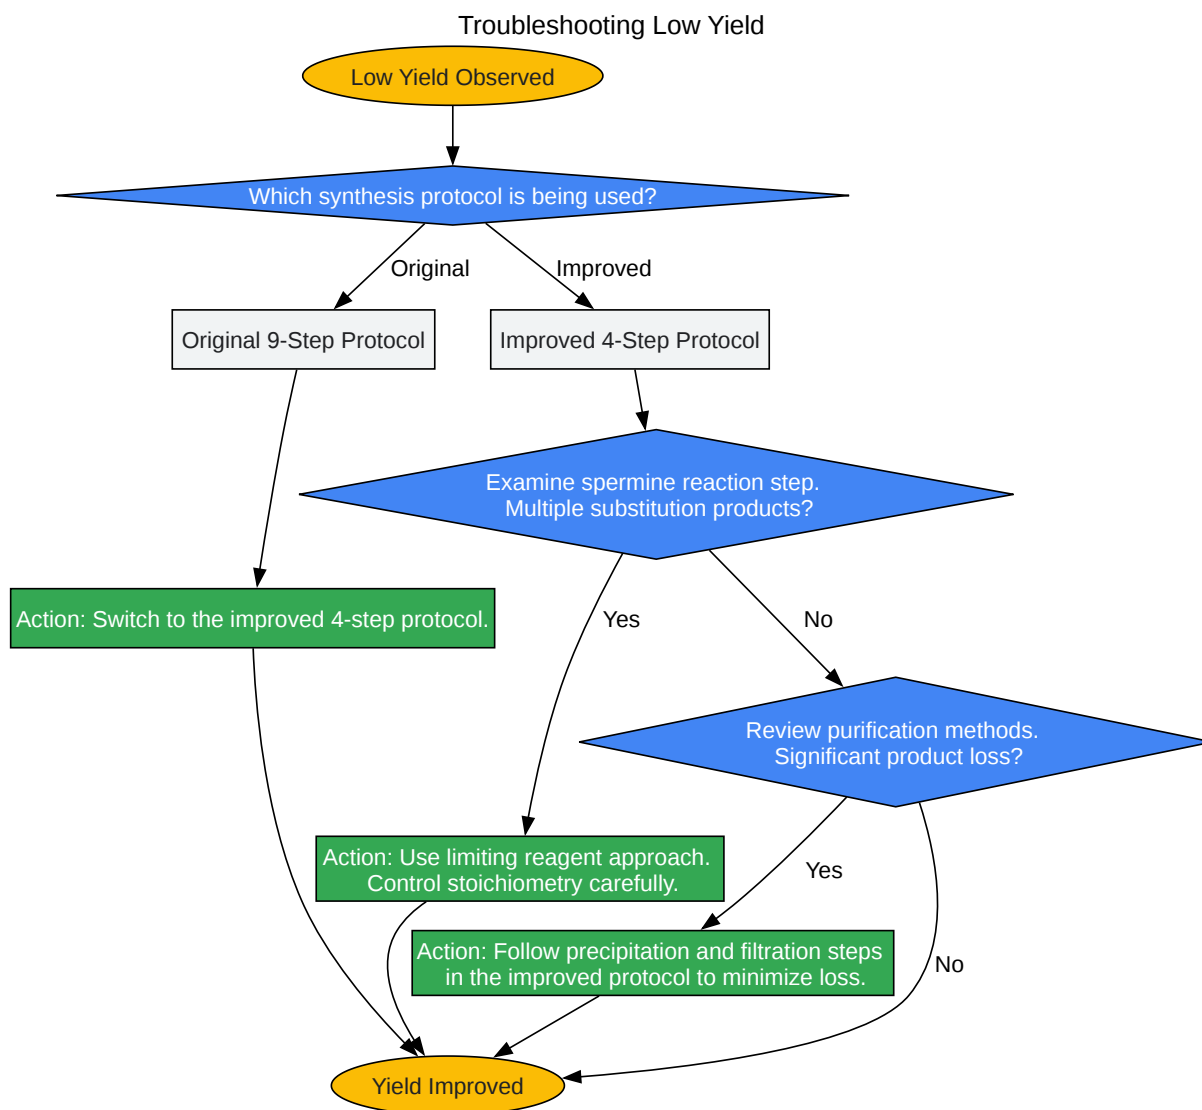 Troubleshooting Low Yield
Low Yield Observed
Which synthesis protocol is being used?
Original
Improved
Original 9-Step Protocol
Improved 4-Step Protocol
Examine spermine reaction step.
Multiple substitution products?
Action: Switch to the improved 4-step protocol.
Yes
No
Review purification methods.
Significant product loss?
Action: Use limiting reagent approach.
Control stoichiometry carefully.
Yes
Action: Follow precipitation and filtration steps
in the improved protocol to minimize loss.
No
Yield Improved